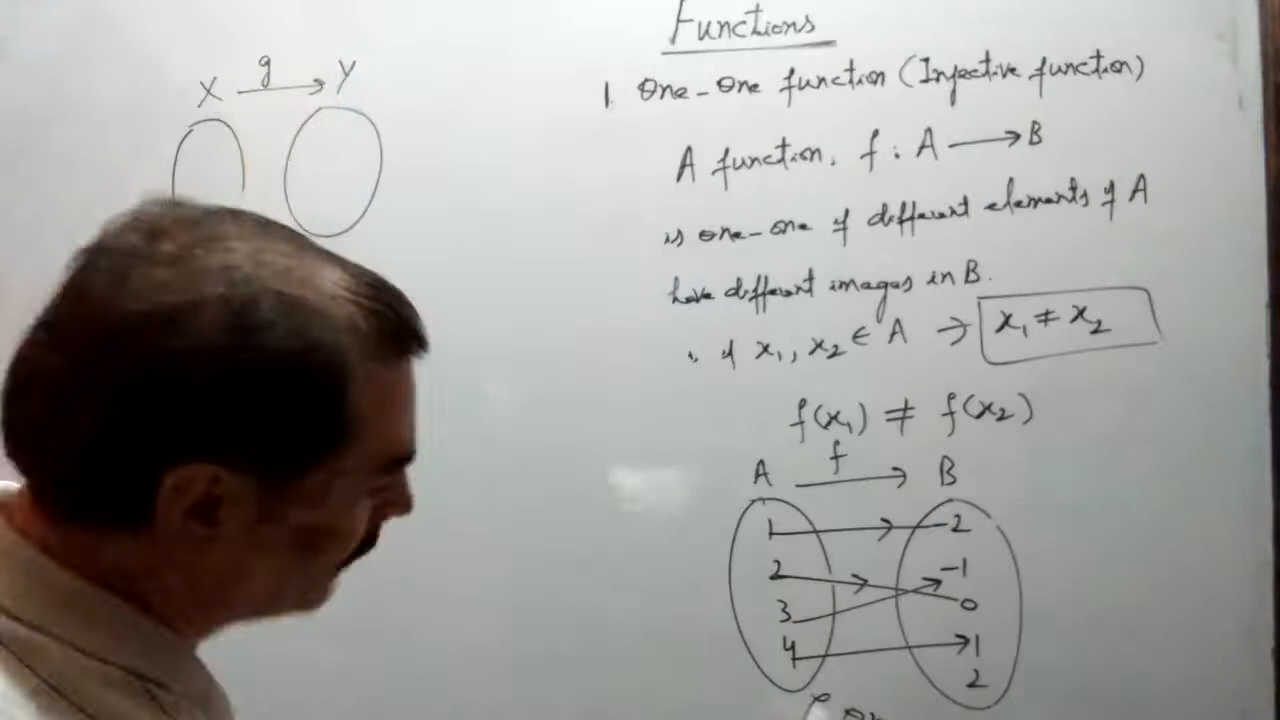 X g Y
Functions
1. One-One function (Injective function)
A function, f : A ⟶ B
is one-one if different elements of A
have different images in B.
if x₁, x₂ ∈ A → x₁ ≠ x₂
f(x₁) ≠ f(x₂)
A f B
1 -2
2 -1
3 0
4 1
2